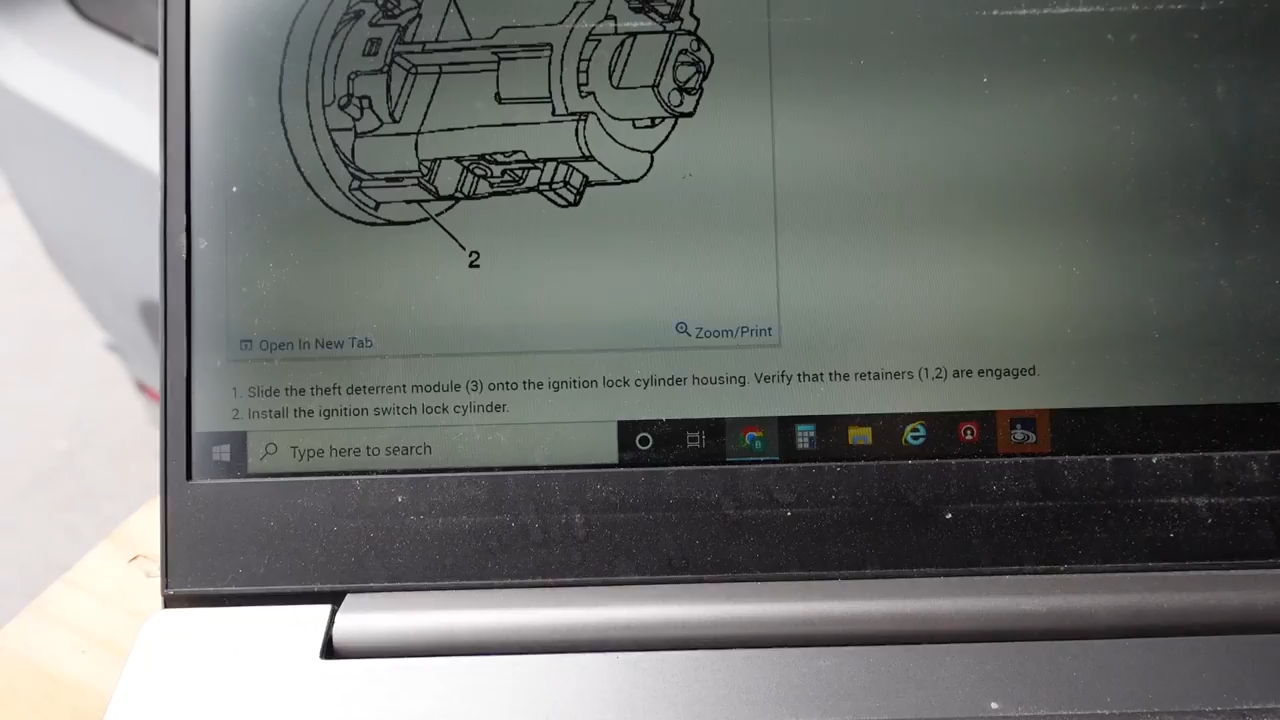 2
Open In New Tab
Zoom/Print
1. Slide the theft deterrent module (3) onto the ignition lock cylinder housing. Verify that the retainers (1,2) are engaged.
2. Install the ignition switch lock cylinder.
Type here to search